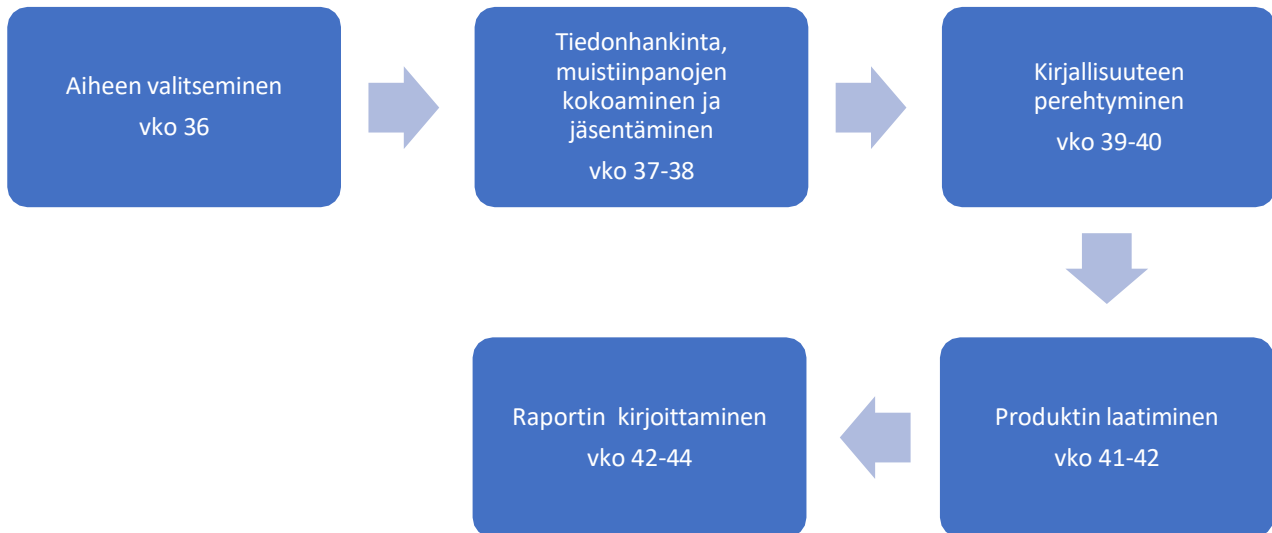 Aiheen valitseminen
vko 36
Tiedonhankinta,
muistiinpanojen
kokoaminen ja
jäsentäminen
vko 37-38
Kirjallisuuteen
perehtyminen
vko 39-40
Produktin laatiminen
vko 41-42
Raportin kirjoittaminen
vko 42-44